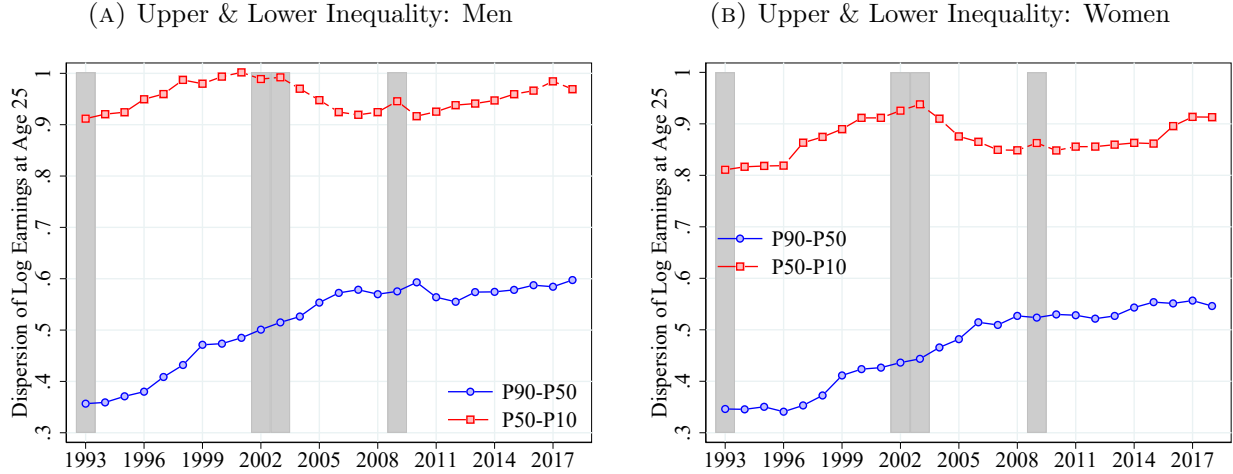 (A) Upper & Lower Inequality: Men
Dispersion of Log Earnings at Age 25
1
.9
.8
.7
.6
.5
.4
.3
P90-P50
P50-P10
1993 1996 1999 2002 2005 2008 2011 2014 2017
(B) Upper & Lower Inequality: Women
Dispersion of Log Earnings at Age 25
1
.9
.8
.7
.6
.5
.4
.3
P90-P50
P50-P10
1993 1996 1999 2002 2005 2008 2011 2014 2017